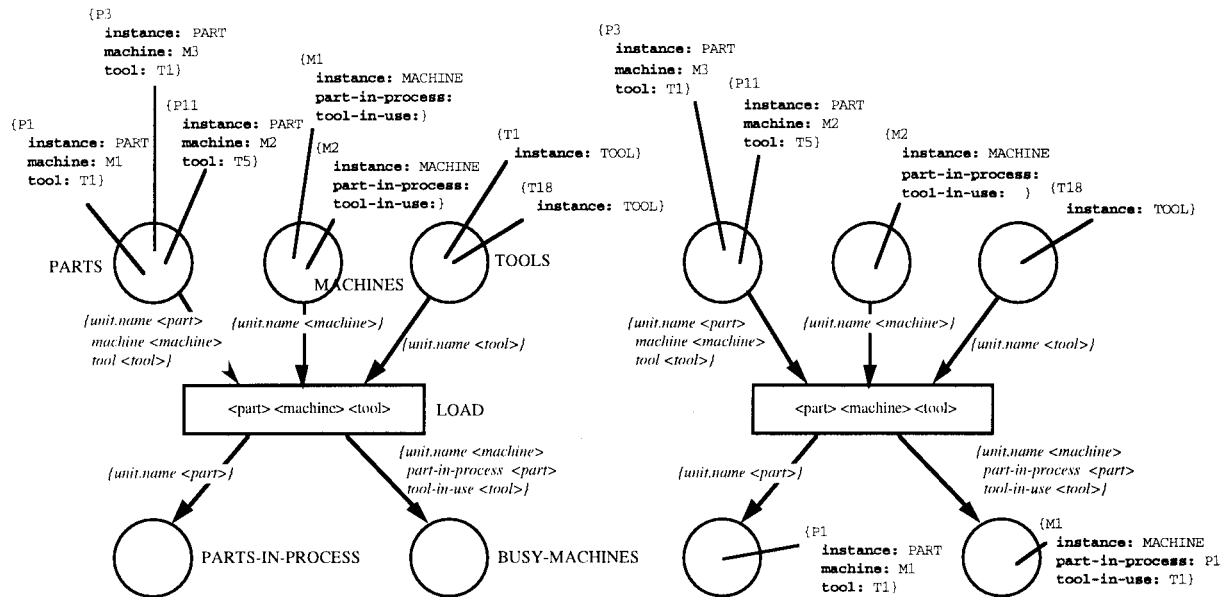 {P3
instance: PART
machine: M3
tool: T1}
{P1
instance: PART
machine: M1
tool: T1}
{P11
instance: PART
machine: M2
tool: T5}
{M1
instance: MACHINE
part-in-process:
tool-in-use:}
{M2
instance: MACHINE
part-in-process:
tool-in-use:}
{T1
instance: TOOL}
{T18
instance: TOOL}
PARTS
MACHINES
TOOLS
{unit.name <part>
machine <machine>
tool <tool>}
{unit.name <machine>}
{unit.name <tool>}
<part> <machine> <tool>
LOAD
{unit.name <part>}
{unit.name <machine>
part-in-process <part>
tool-in-use <tool>}
PARTS-IN-PROCESS
BUSY-MACHINES
{P3
instance: PART
machine: M3
tool: T1}
{P11
instance: PART
machine: M2
tool: T5}
{M2
instance: MACHINE
part-in-process:
tool-in-use: }
{T18
instance: TOOL}
{unit.name <part>
machine <machine>
tool <tool>}
{unit.name <machine>}
{unit.name <tool>}
<part> <machine> <tool>
{unit.name <part>}
{unit.name <machine>
part-in-process <part>
tool-in-use <tool>}
{P1
instance: PART
machine: M1
tool: T1}
{M1
instance: MACHINE
part-in-process: P1
tool-in-use: T1}